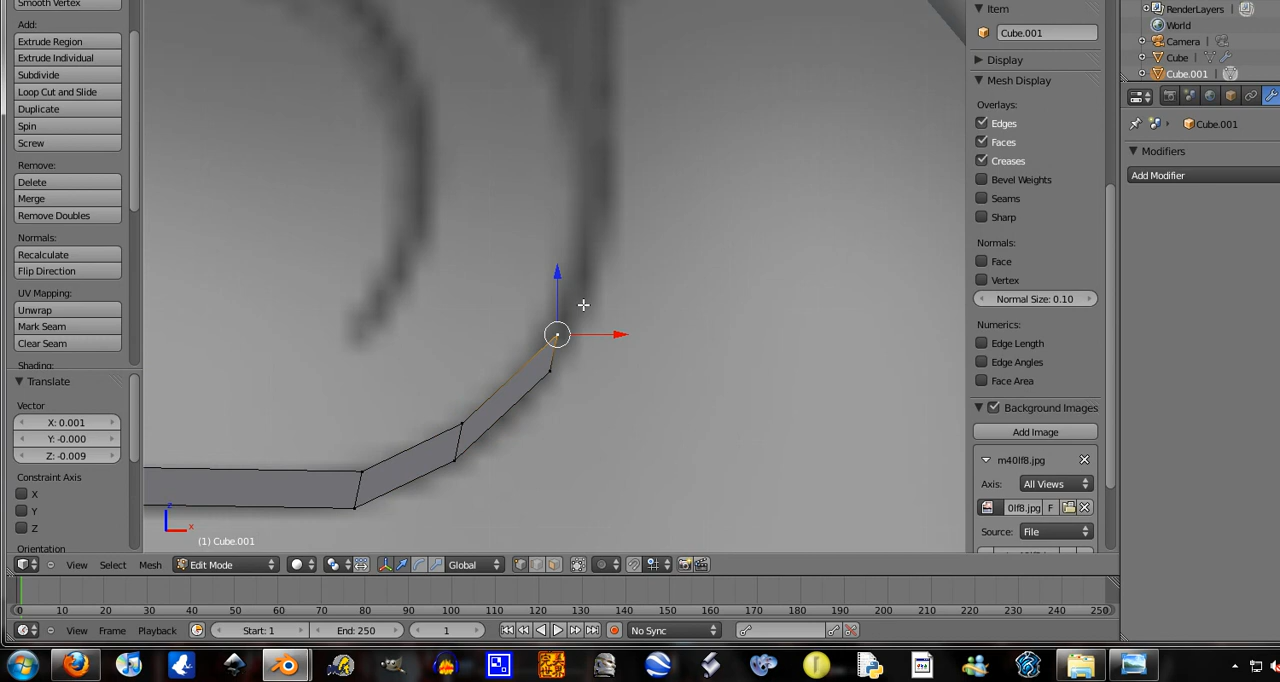 Smooth Vertex
Add:
Extrude Region
Extrude Individual
Subdivide
Loop Cut and Slide
Duplicate
Spin
Screw
Remove:
Delete
Merge
Remove Doubles
Normals:
Recalculate
Flip Direction
UV Mapping:
Unwrap
Mark Seam
Clear Seam
Shading:
Translate
Vector
X: 0.001
Y: -0.000
Z: -0.009
Constraint Axis
X
Y
Z
Orientation
z
x
(1) Cube.001
Item
Cube.001
Display
Mesh Display
Overlays:
Edges
Faces
Creases
Bevel Weights
Seams
Sharp
Normals:
Face
Vertex
Normal Size: 0.10
Numerics:
Edge Length
Edge Angles
Face Area
Background Images
Add Image
m40lff8.jpg
Axis: All Views
0lf8.jpg F
Source: File
RenderLayers
World
Camera
Cube
Cube.001
Cube.001
Modifiers
Add Modifier
View Select Mesh Edit Mode Global
0 10 20 30 40 50 60 70 80 90 100 110 120 130 140 150 160 170 180 190 200 210 220 230 240 250
View Frame Playback Start: 1 End: 250 1 No Sync